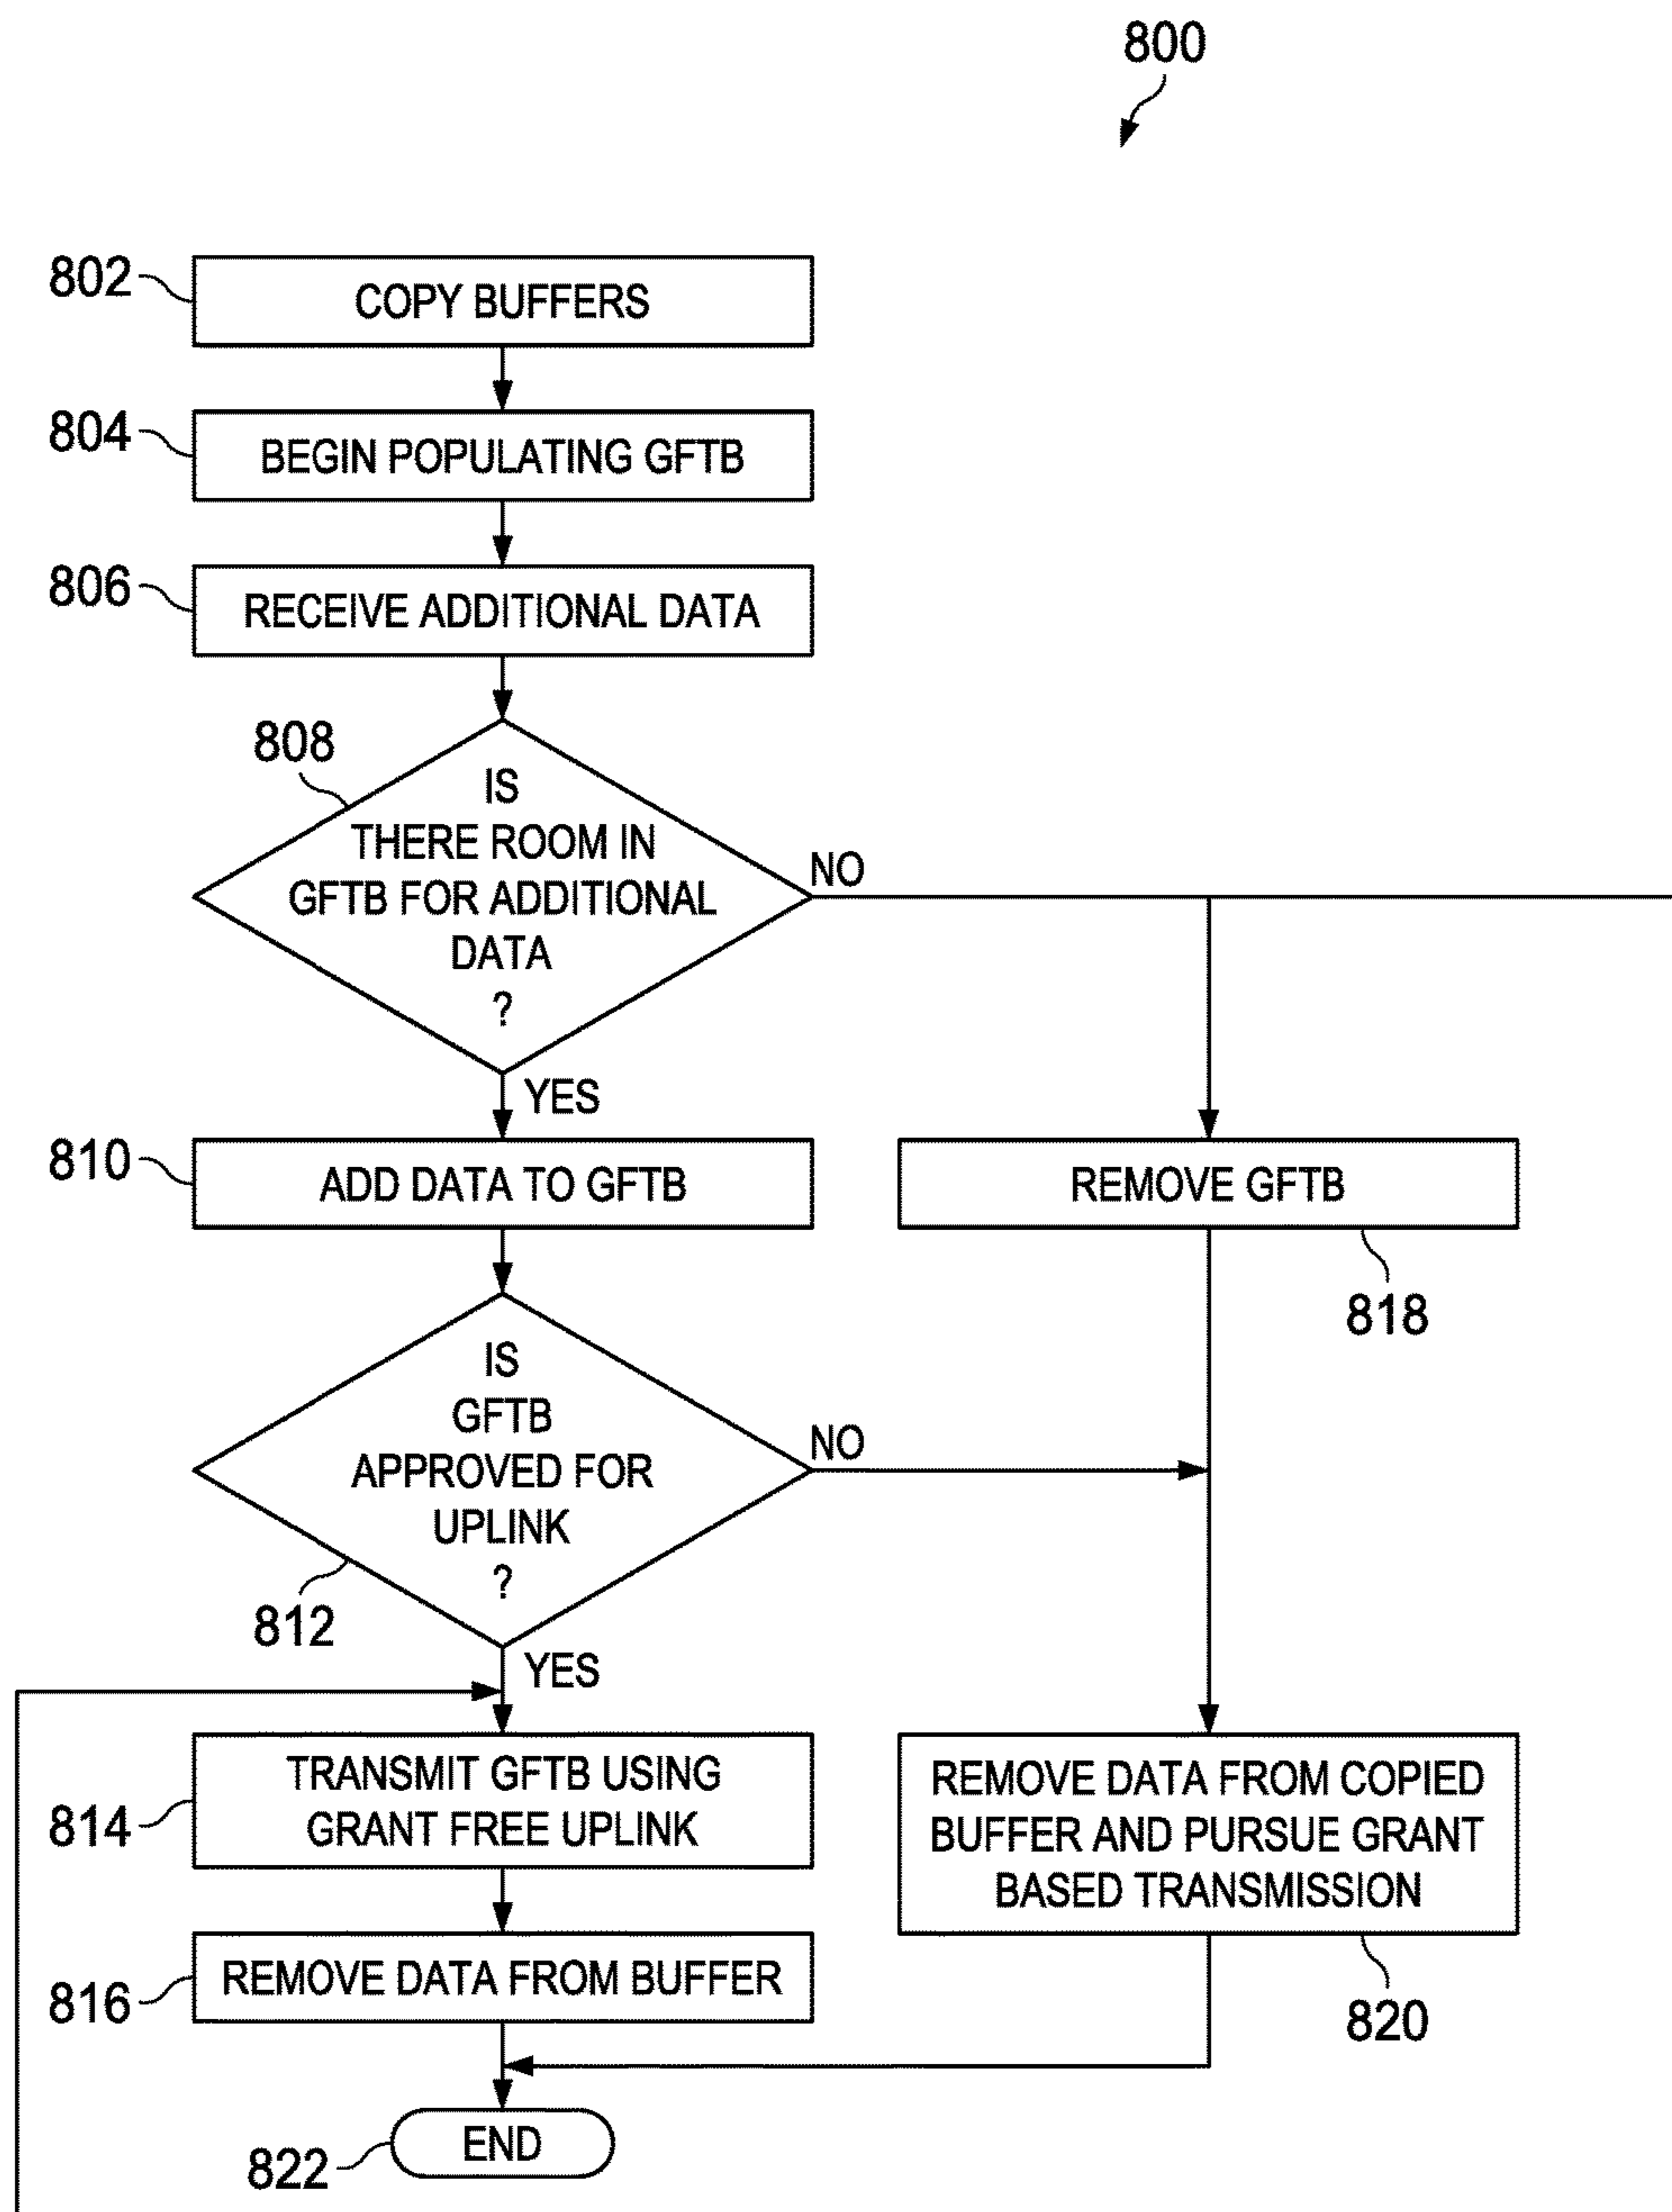 800
802
COPY BUFFERS
804
BEGIN POPULATING GFTB
806
RECEIVE ADDITIONAL DATA
808
IS
THERE ROOM IN
GFTB FOR ADDITIONAL
DATA
?
NO
YES
810
ADD DATA TO GFTB
REMOVE GFTB
818
IS
GFTB
APPROVED FOR
UPLINK
?
NO
812
YES
814
TRANSMIT GFTB USING
GRANT FREE UPLINK
REMOVE DATA FROM COPIED
BUFFER AND PURSUE GRANT
BASED TRANSMISSION
820
816
REMOVE DATA FROM BUFFER
822
END